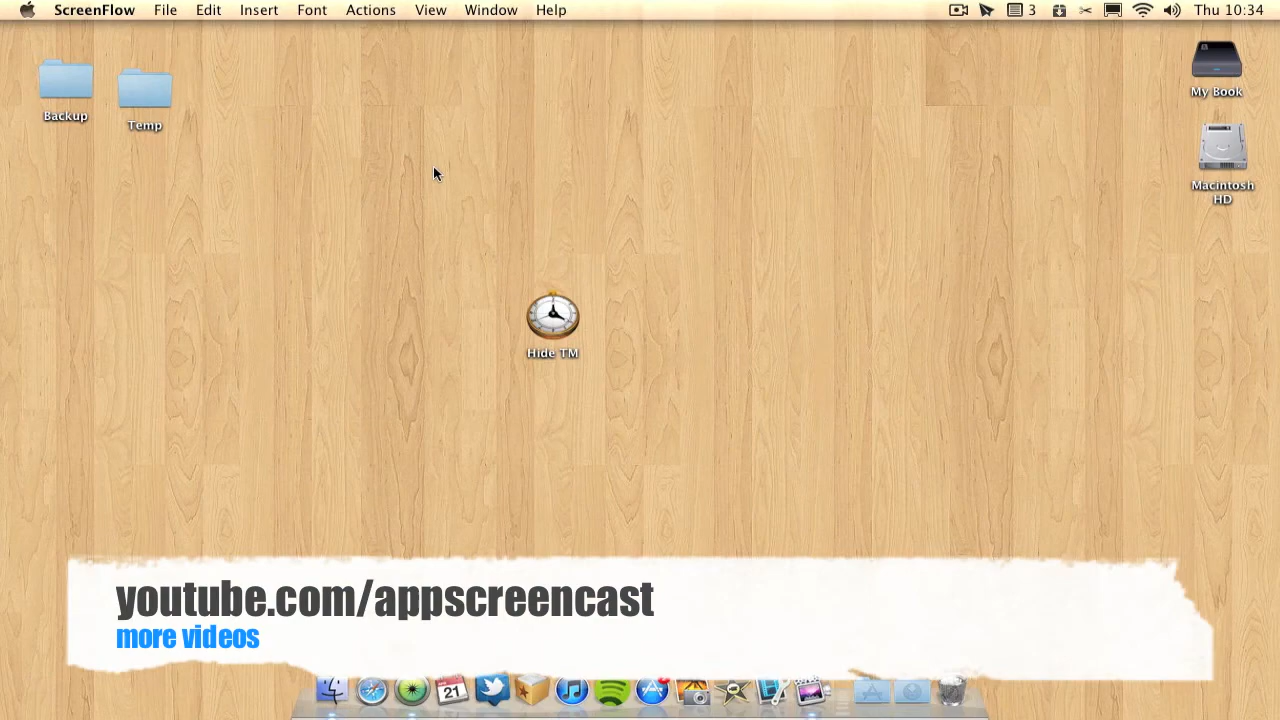 ScreenFlow File Edit Insert Font Actions View Window Help 3 Thu 10:34
Backup
Temp
My Book
Macintosh
HD
Hide TM
youtube.com/appscreencast
more videos
21